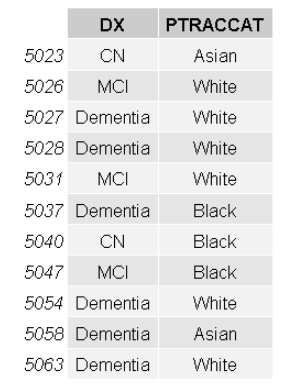 DX PTRACCAT
5023 CN Asian
5026 MCI White
5027 Dementia White
5028 Dementia White
5031 MCI White
5037 Dementia Black
5040 CN Black
5047 MCI Black
5054 Dementia White
5058 Dementia Asian
5063 Dementia White